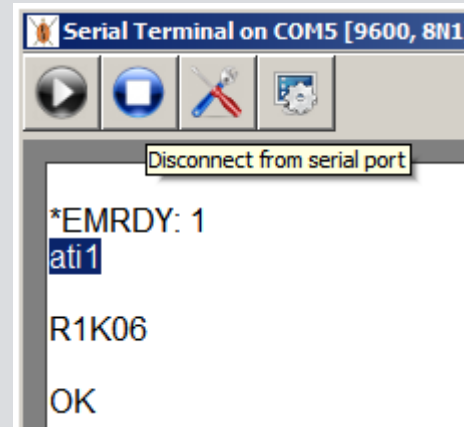 Serial Terminal on COM5 [9600, 8N1
Disconnect from serial port
*EMRDY: 1
ati1
R1K06
OK